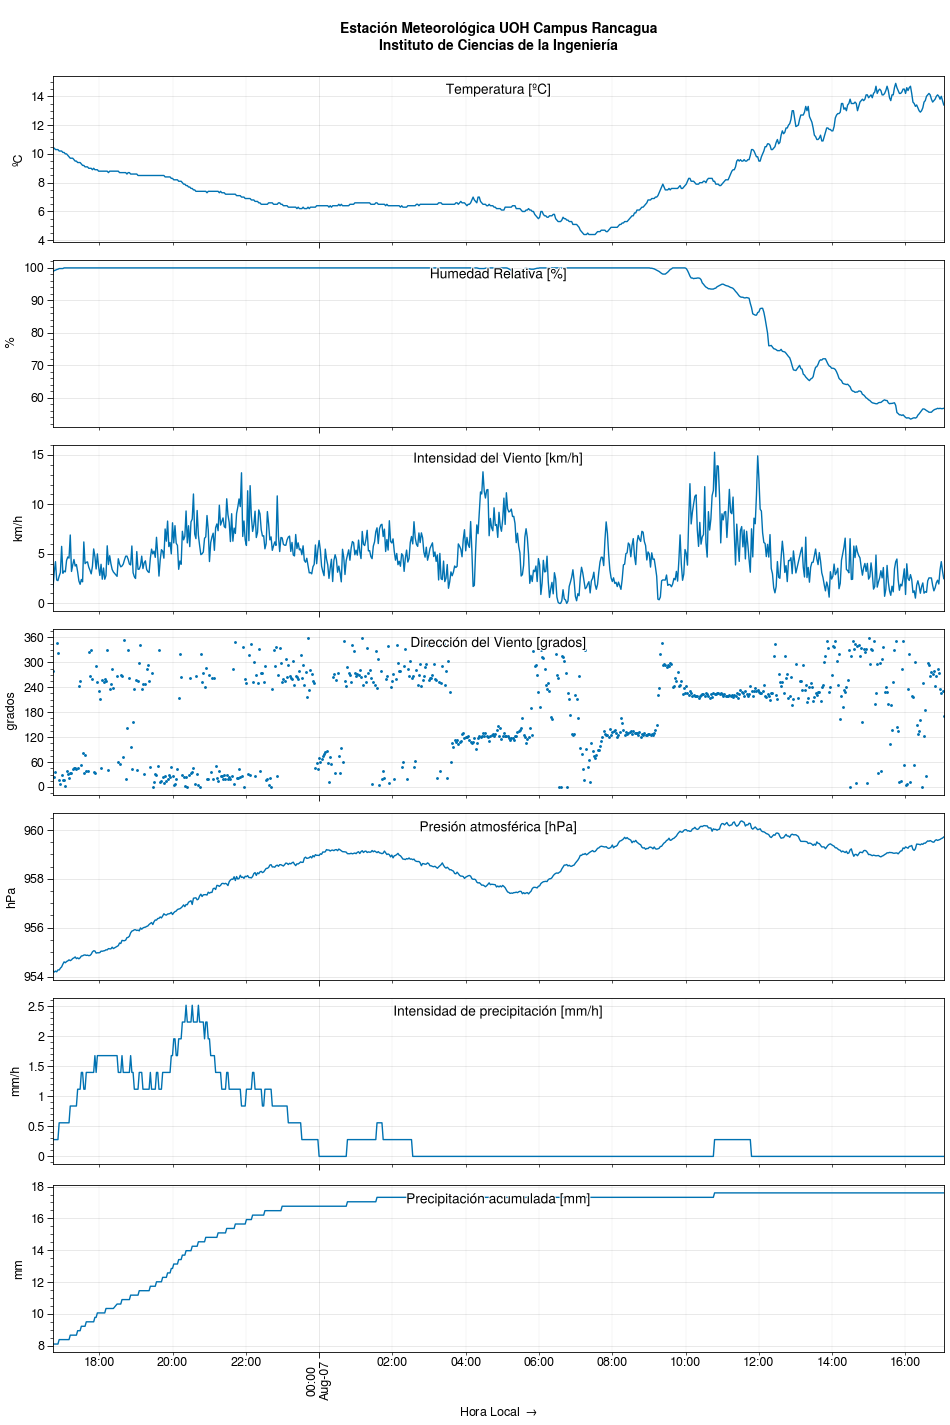 Estación Meteorológica UOH Campus Rancagua
Instituto de Ciencias de la Ingeniería
Temperatura [ºC]
ºC
14
12
10
8
6
4
Humedad Relativa [%]
%
100
90
80
70
60
Intensidad del Viento [km/h]
km/h
15
10
5
0
Dirección del Viento [grados]
grados
360
300
240
180
120
60
0
Presión atmosférica [hPa]
hPa
960
958
956
954
Intensidad de precipitación [mm/h]
mm/h
2.5
2
1.5
1
0.5
0
Precipitación acumulada [mm]
mm
18
16
14
12
10
8
18:00 20:00 22:00 00:00 02:00 04:00 06:00 08:00 10:00 12:00 14:00 16:00
Aug-07
Hora Local →